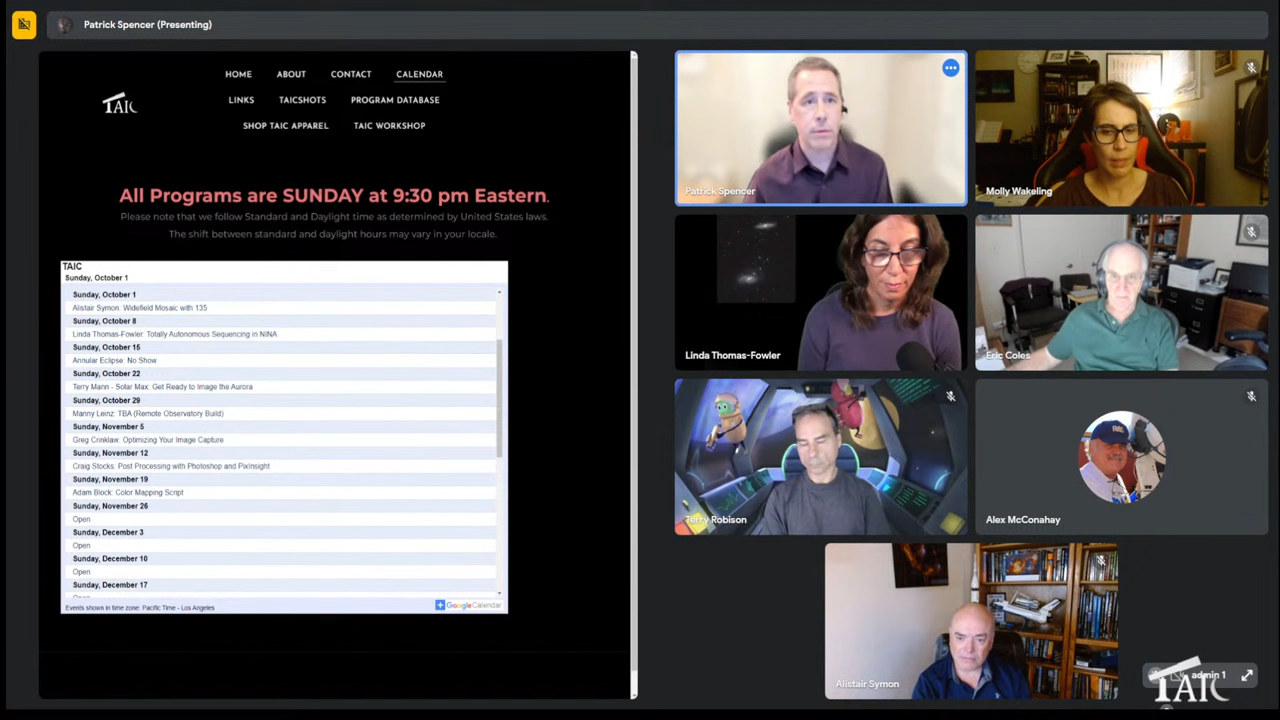 Patrick Spencer (Presenting)
HOME ABOUT CONTACT CALENDAR
TAIC
LINKS TAICSHOTS PROGRAM DATABASE
SHOP TAIC APPAREL TAIC WORKSHOP
All Programs are SUNDAY at 9:30 pm Eastern.
Please note that we follow Standard and Daylight time as determined by United States laws.
The shift between standard and daylight hours may vary in your locale.
TAIC
Sunday, October 1
Sunday, October 1
Alistair Symon: Widefield Mosaic with 135
Sunday, October 8
Linda Thomas-Fowler: Totally Autonomous Sequencing in NINA
Sunday, October 15
Annular Eclipse: No Show
Sunday, October 22
Terry Mann - Solar Max: Get Ready to Image the Aurora
Sunday, October 29
Manny Leinz: TBA (Remote Observatory Build)
Sunday, November 5
Greg Crinklaw: Optimizing Your Image Capture
Sunday, November 12
Craig Stocks: Post Processing with Photoshop and PixInsight
Sunday, November 19
Adam Block: Color Mapping Script
Sunday, November 26
Open
Sunday, December 3
Open
Sunday, December 10
Open
Sunday, December 17
Events shown in time zone: Pacific Time - Los Angeles
Google Calendar
Patrick Spencer
Molly Wakeling
Linda Thomas-Fowler
Eric Coles
Terry Robison
Alex McConahay
Alistair Symon
admin 1
TAIC